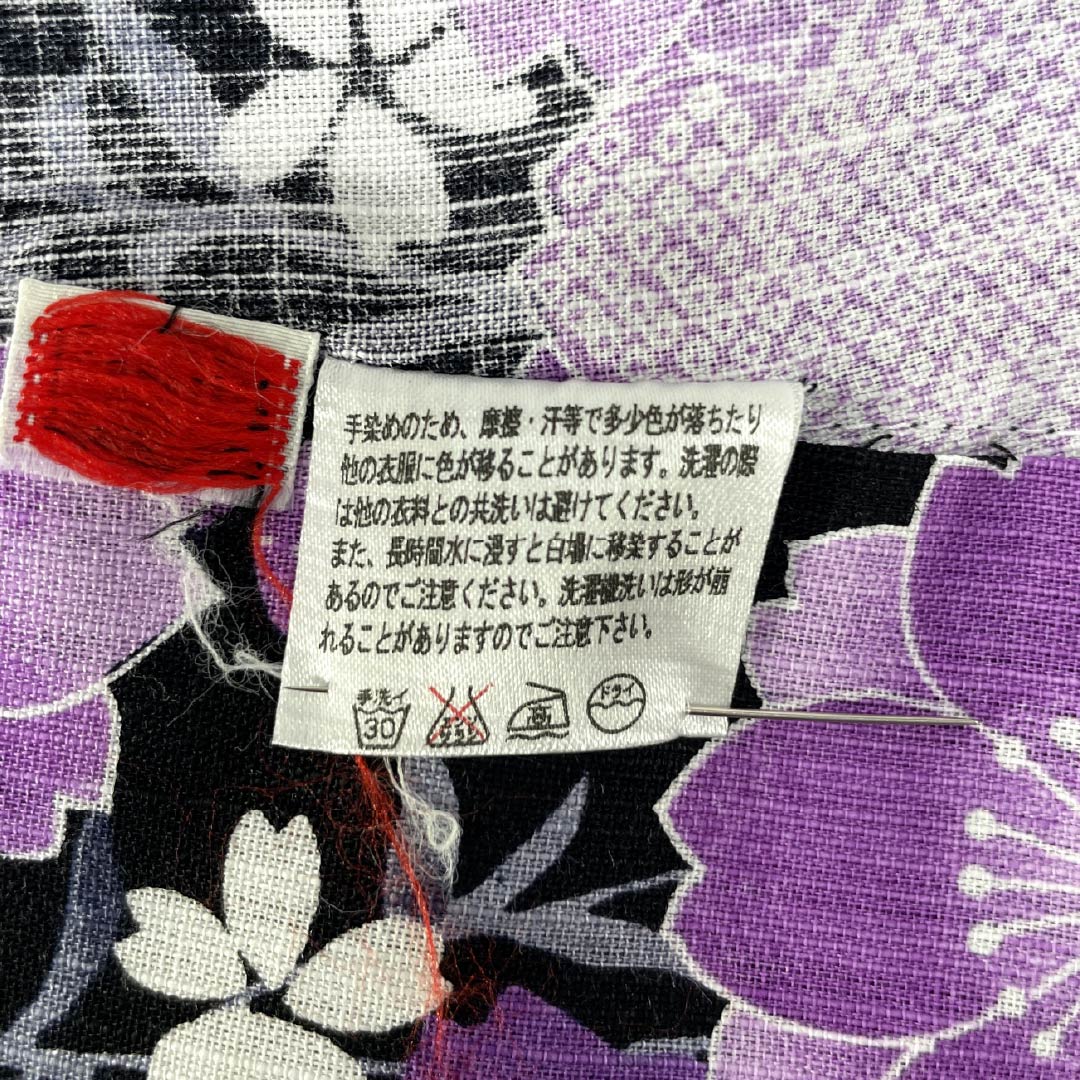 手染めのため、摩擦・汗等で多少色が落ちたり
他の衣服に色が移ることがあります。洗濯の際
は他の衣料との共洗いは避けてください。
また、長時間水に浸すと白場に移染することが
あるのでご注意ください。洗濯機洗いは形が崩
れることがありますのでご注意下さい。
手洗イ 30 エンソサラシ 高 ドライ